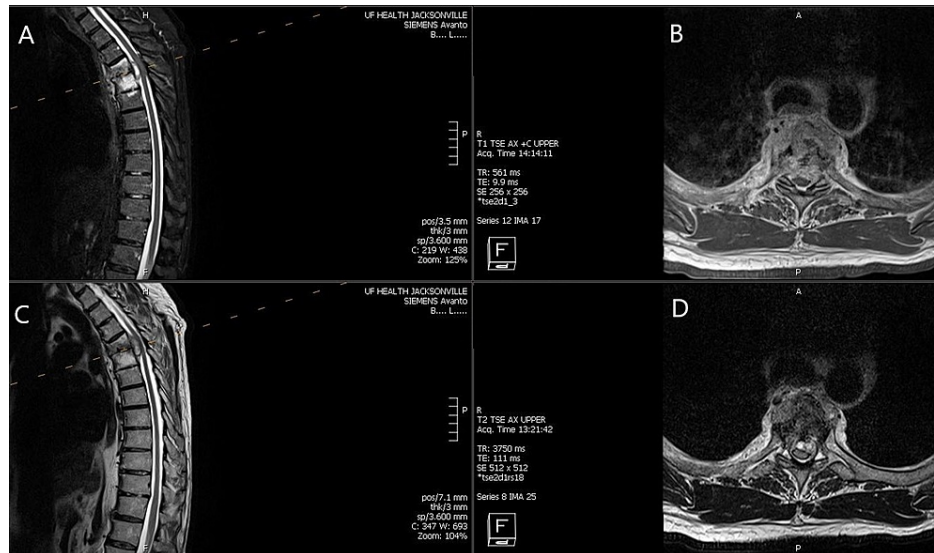 A
H
UF HEALTH JACKSONVILLE
SIEMENS Avanto
B.... L.....
P
pos/3.5 mm
thk/3 mm
sp/3.600 mm
C: 219 W: 438
Zoom: 125%
F
R
T1 TSE AX +C UPPER
Acq. Time 14:14:11
TR: 561 ms
TE: 9.9 ms
SE 256 x 256
*tse2d1_3
Series 12 IMA 17
F
B
A
P
C
H
UF HEALTH JACKSONVILLE
SIEMENS Avanto
B.... L.....
P
pos/7.1 mm
thk/3 mm
sp/3.600 mm
C: 347 W: 693
Zoom: 104%
F
R
T2 TSE AX UPPER
Acq. Time 13:21:42
TR: 3750 ms
TE: 111 ms
SE 512 x 512
*tse2d1rs18
Series 8 IMA 25
F
D
A
P